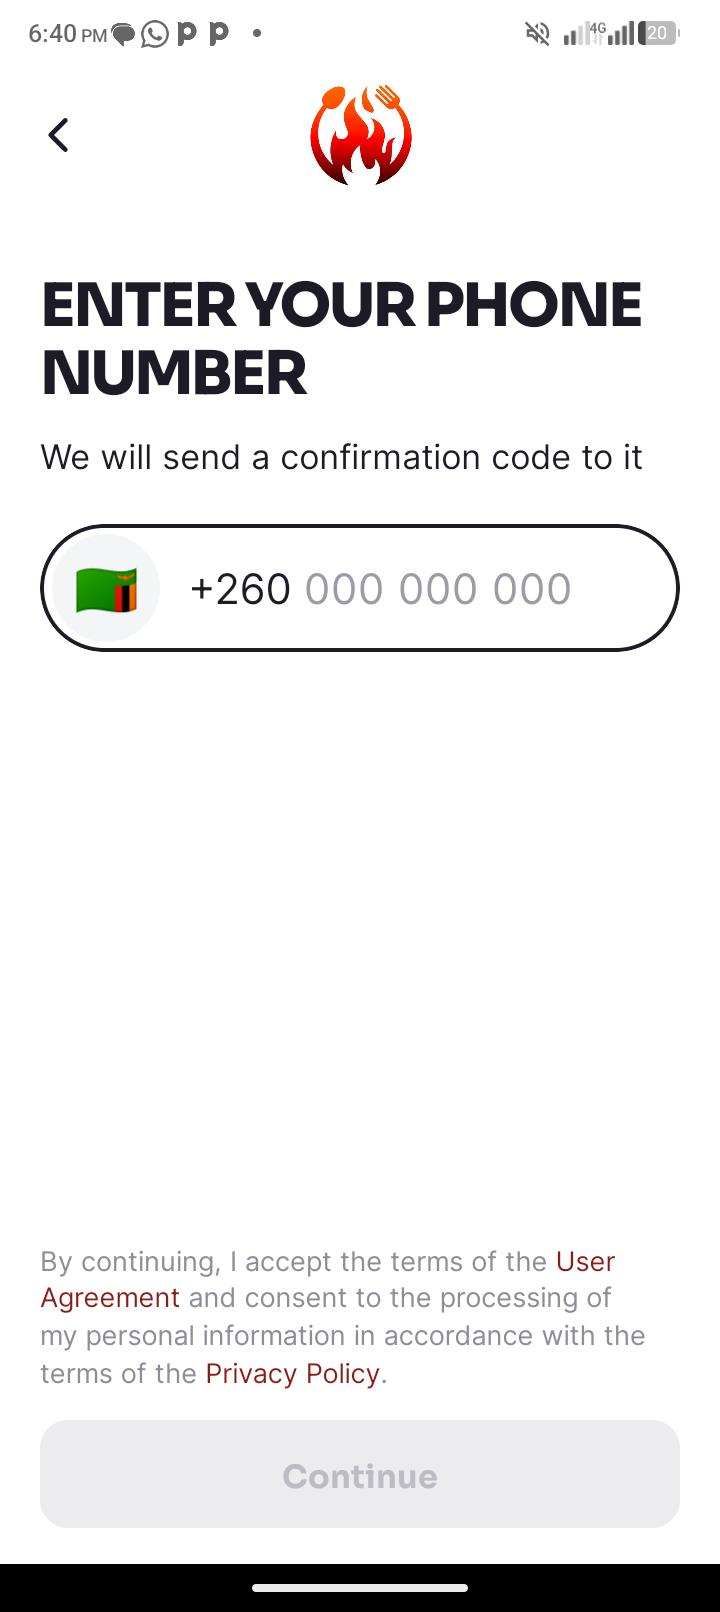 6:40 PM
4G
20
ENTER YOUR PHONE
NUMBER
We will send a confirmation code to it
+260 000 000 000
By continuing, I accept the terms of the User
Agreement and consent to the processing of
my personal information in accordance with the
terms of the Privacy Policy.
Continue